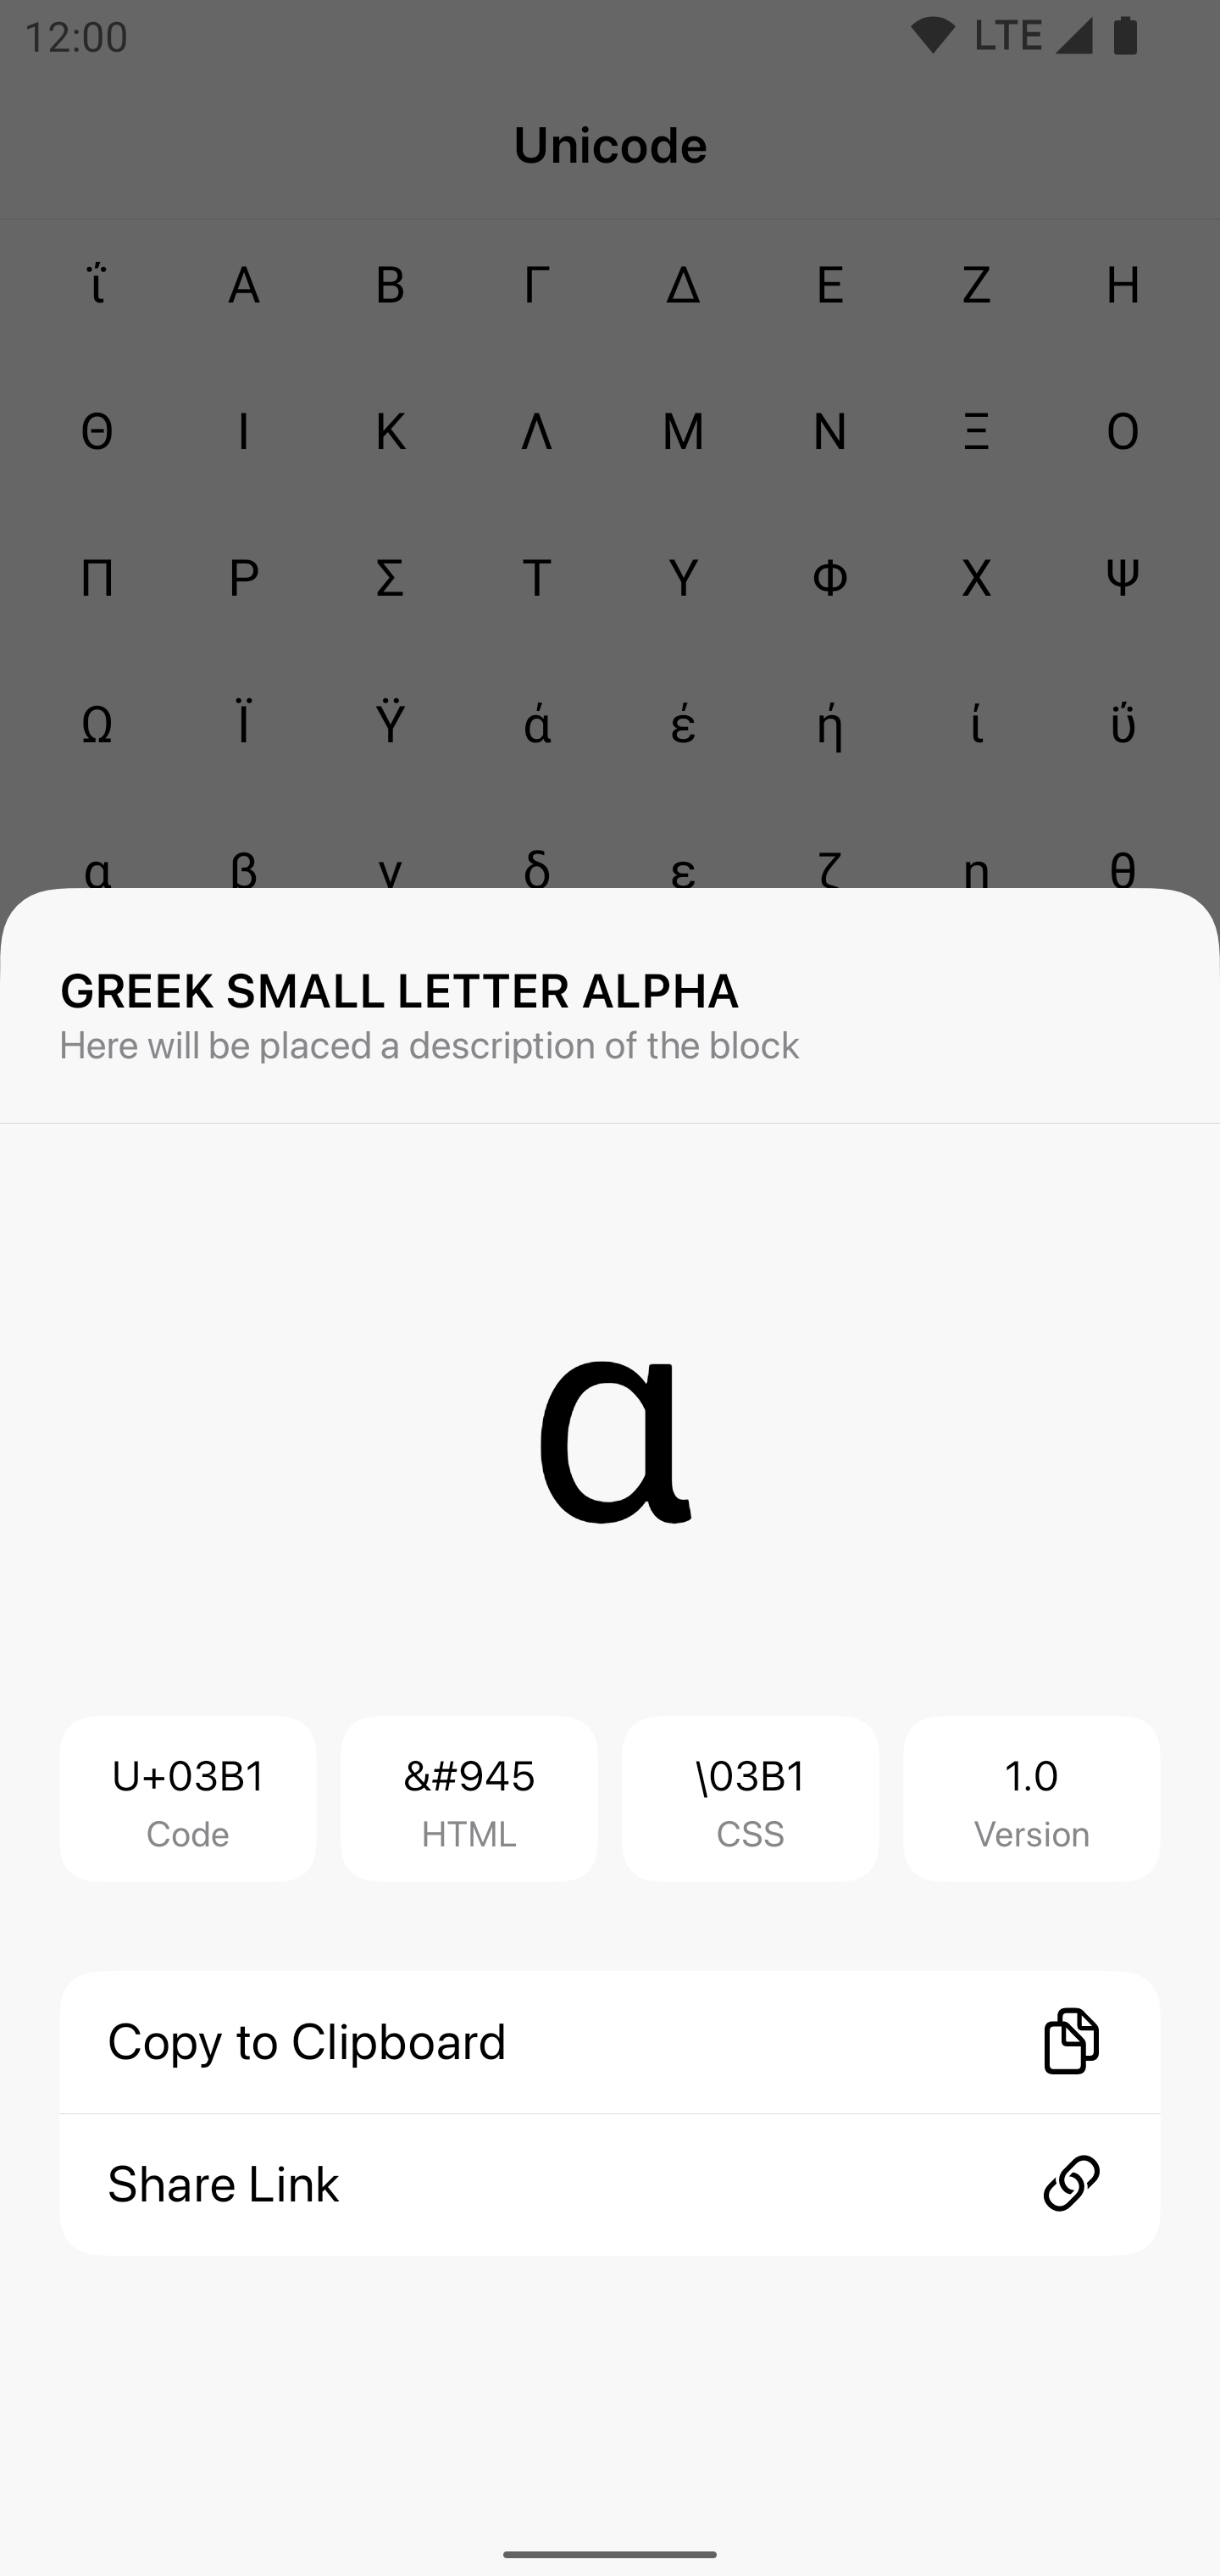 12:00 LTE
Unicode
ΐ Α Β Γ Δ Ε Ζ Η
Θ Ι Κ Λ Μ Ν Ξ Ο
Π Ρ Σ Τ Υ Φ Χ Ψ
Ω Ϊ Ϋ ά έ ή ί ΰ
α β γ δ ε ζ η θ
GREEK SMALL LETTER ALPHA
Here will be placed a description of the block
α
U+03B1 &#945 \03B1 1.0
Code HTML CSS Version
Copy to Clipboard
Share Link